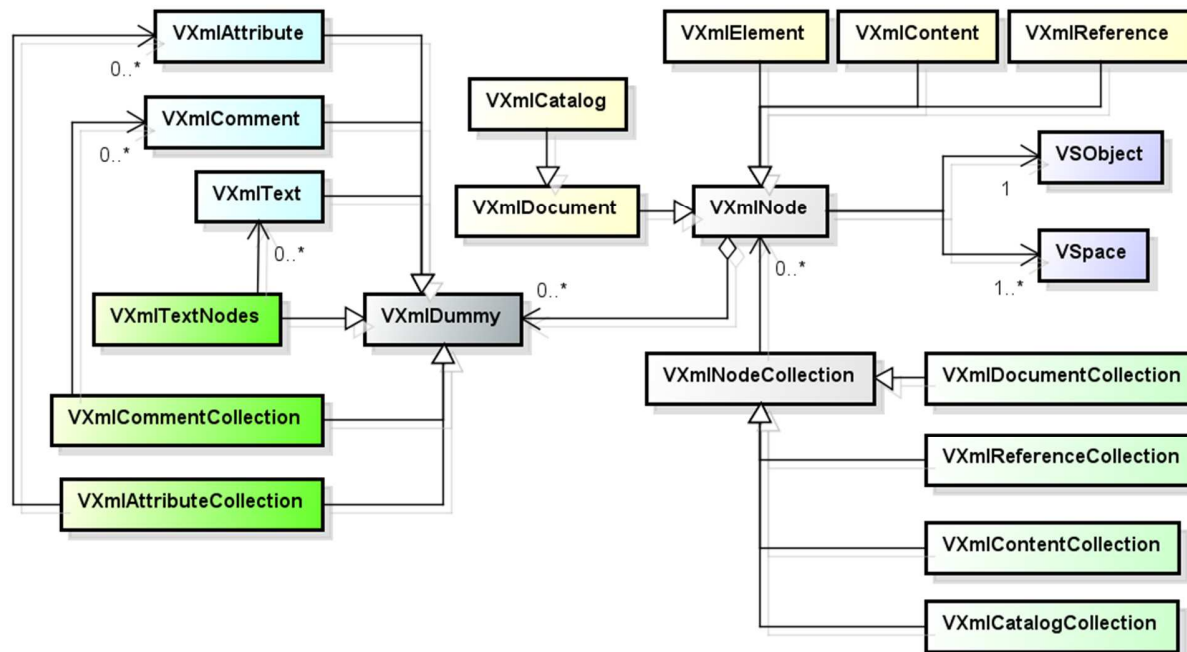 VXmlAttribute
0..*
VXmlElement
VXmlContent
VXmlReference
VXmlComment
0..*
VXmlCatalog
VXmlText
0..*
VXmlDocument
VXmlNode
0..*
VSObject
1
VSpace
1..*
VXmlTextNodes
VXmlDummy
0..*
VXmlNodeCollection
VXmlDocumentCollection
VXmlCommentCollection
VXmlReferenceCollection
VXmlAttributeCollection
VXmlContentCollection
VXmlCatalogCollection